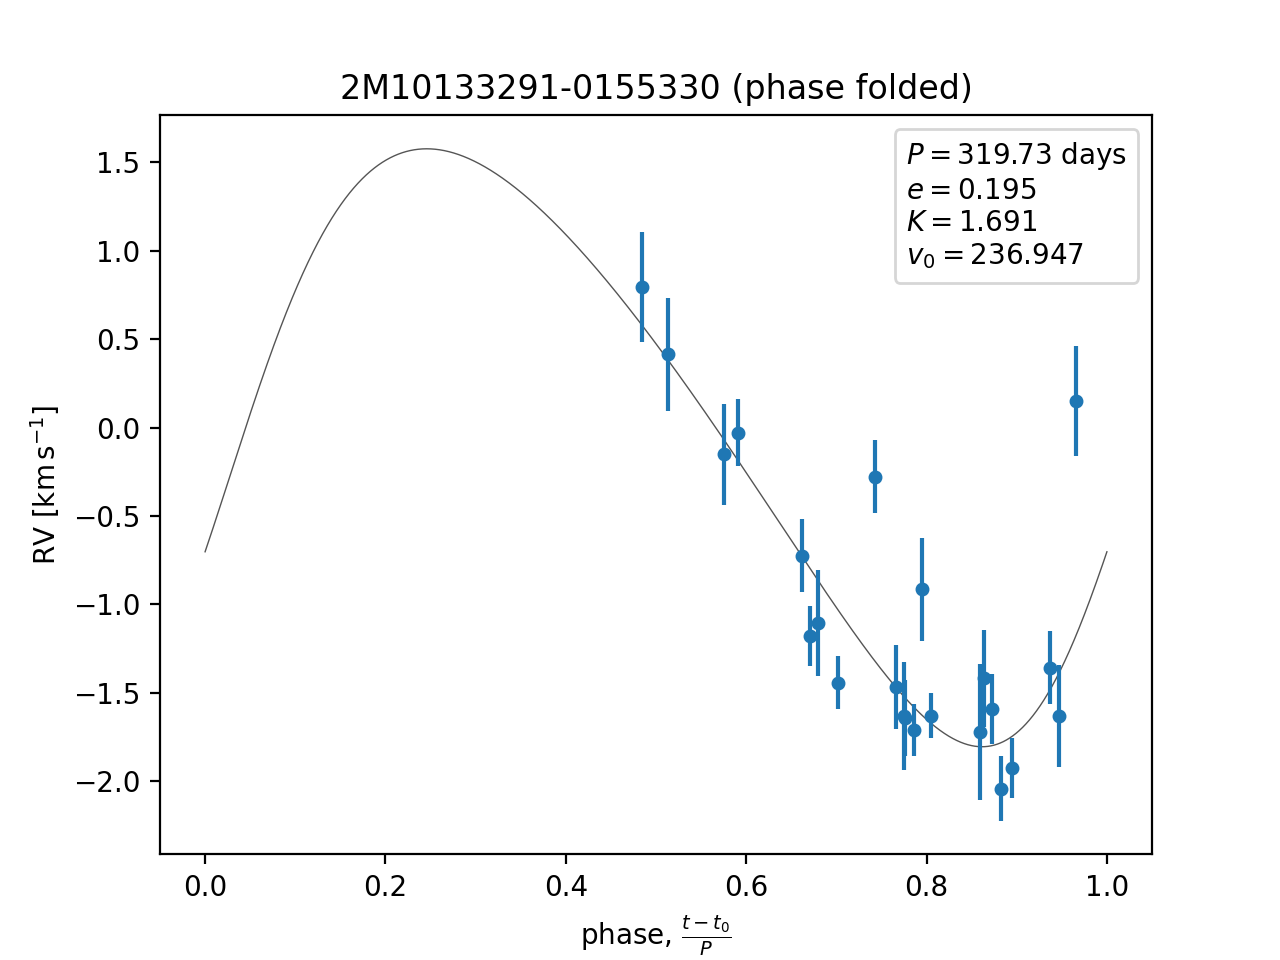 2M10133291-0155330 (phase folded)
P = 319.73 days
e = 0.195
K = 1.691
v₀ = 236.947
RV [km s⁻¹]
1.5
1.0
0.5
0.0
−0.5
−1.0
−1.5
−2.0
0.0 0.2 0.4 0.6 0.8 1.0
phase, (t − t₀)/P